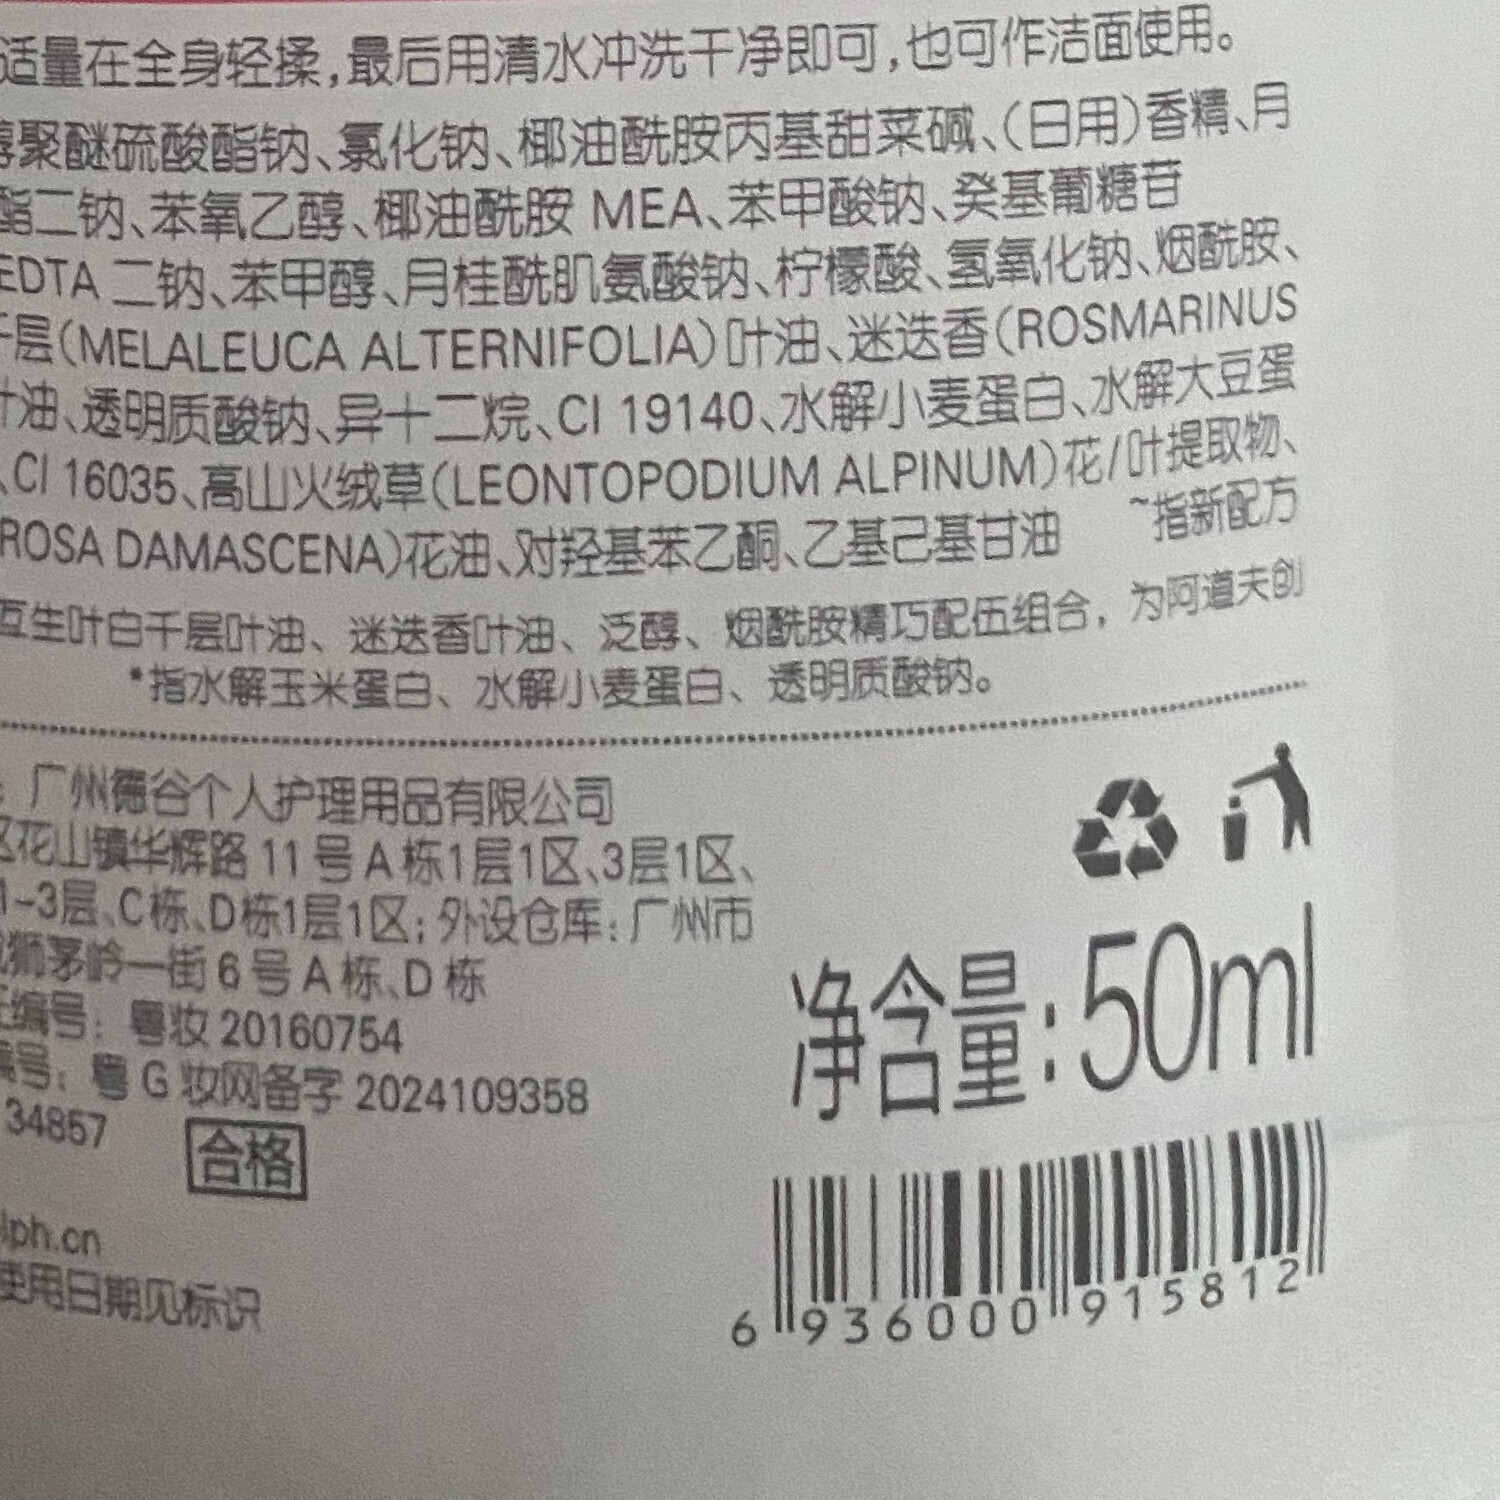 适量在全身轻揉,最后用清水冲洗干净即可,也可作洁面使用。
聚醚硫酸酯钠、氯化钠、椰油酰胺丙基甜菜碱、(日用)香精、月
酯二钠、苯氧乙醇、椰油酰胺 MEA、苯甲酸钠、癸基葡糖苷
EDTA 二钠、苯甲醇、月桂酰肌氨酸钠、柠檬酸、氢氧化钠、烟酰胺、
千层(MELALEUCA ALTERNIFOLIA)叶油、迷迭香(ROSMARINUS
叶油、透明质酸钠、异十二烷、CI 19140、水解小麦蛋白、水解大豆蛋
、CI 16035、高山火绒草(LEONTOPODIUM ALPINUM)花/叶提取物、
ROSA DAMASCENA)花油、对羟基苯乙酮、乙基己基甘油 ~指新配方
互生叶白千层叶油、迷迭香叶油、泛醇、烟酰胺精巧配伍组合,为阿道夫创
*指水解玉米蛋白、水解小麦蛋白、透明质酸钠。
广州德谷个人护理用品有限公司
区花山镇华辉路 11 号 A 栋1层1区、3层1区、
1-3层、C栋、D栋1层1区;外设仓库:广州市
狮茅岭一街 6 号 A 栋、D 栋
证编号:粤妆 20160754
案号:粤 G 妆网备字 2024109358
34857
合格
lph.cn
使用日期见标识
净含量:50ml
6 936000 915812